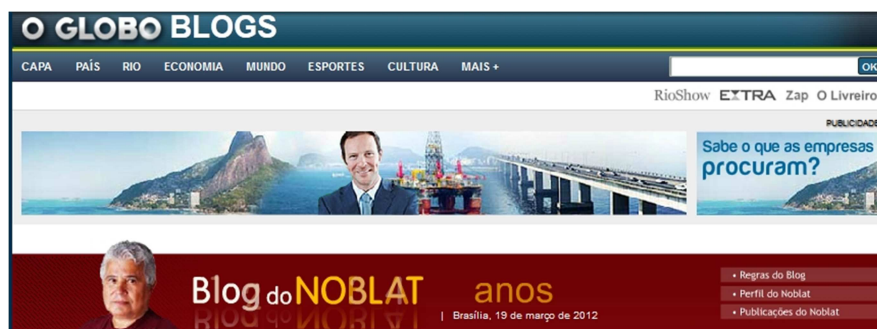 O GLOBO BLOGS
CAPA PAÍS RIO ECONOMIA MUNDO ESPORTES CULTURA MAIS + OK
RioShow EXTRA Zap O Livreiro
PUBLICIDADE
Sabe o que as empresas
procuram?
Blog do NOBLAT anos
| Brasília, 19 de março de 2012
• Regras do Blog
• Perfil do Noblat
• Publicações do Noblat